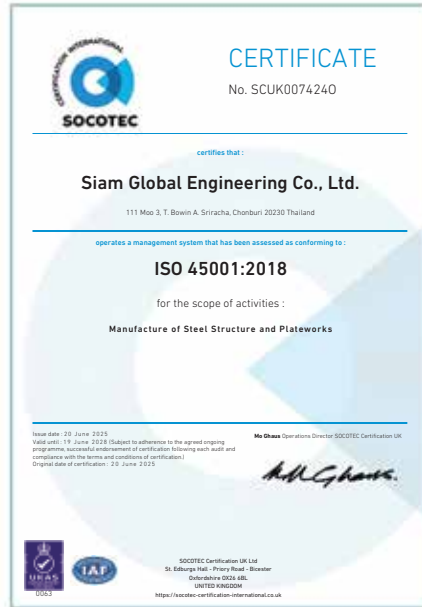 CERTIFICATION INTERNATIONAL
SOCOTEC
CERTIFICATE
No. SCUK007424O
certifies that :
Siam Global Engineering Co., Ltd.
111 Moo 3, T. Bowin A. Sriracha, Chonburi 20230 Thailand
operates a management system that has been assessed as conforming to :
ISO 45001:2018
for the scope of activities :
Manufacture of Steel Structure and Plateworks
Issue date : 20 June 2025
Valid until : 19 June 2028 (Subject to adherence to the agreed ongoing
programme, successful endorsement of certification following each audit and
compliance with the terms and conditions of certification.)
Original date of certification : 20 June 2025
Mo Ghaus Operations Director SOCOTEC Certification UK
UKAS
0063
IAF
SOCOTEC Certification UK Ltd
St. Edburgs Hall - Priory Road - Bicester
Oxfordshire OX26 6BL
UNITED KINGDOM
https://socotec-certification-international.co.uk